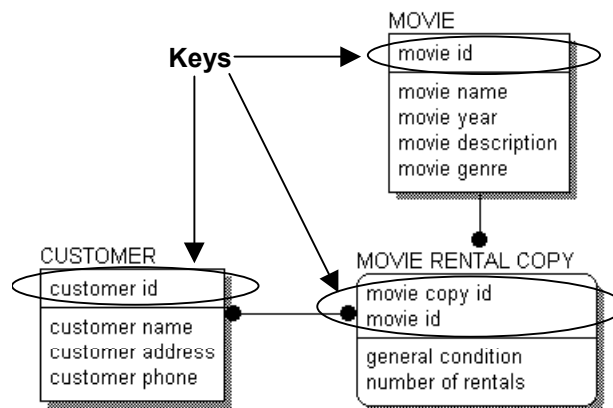 MOVIE
Keys
movie id
movie name
movie year
movie description
movie genre
CUSTOMER
customer id
customer name
customer address
customer phone
MOVIE RENTAL COPY
movie copy id
movie id
general condition
number of rentals